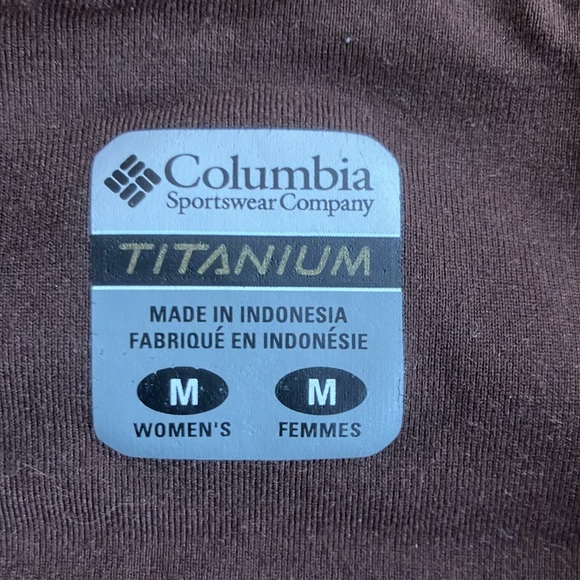 Columbia
Sportswear Company
TITANIUM
MADE IN INDONESIA
FABRIQUÉ EN INDONÉSIE
M M
WOMEN'S FEMMES